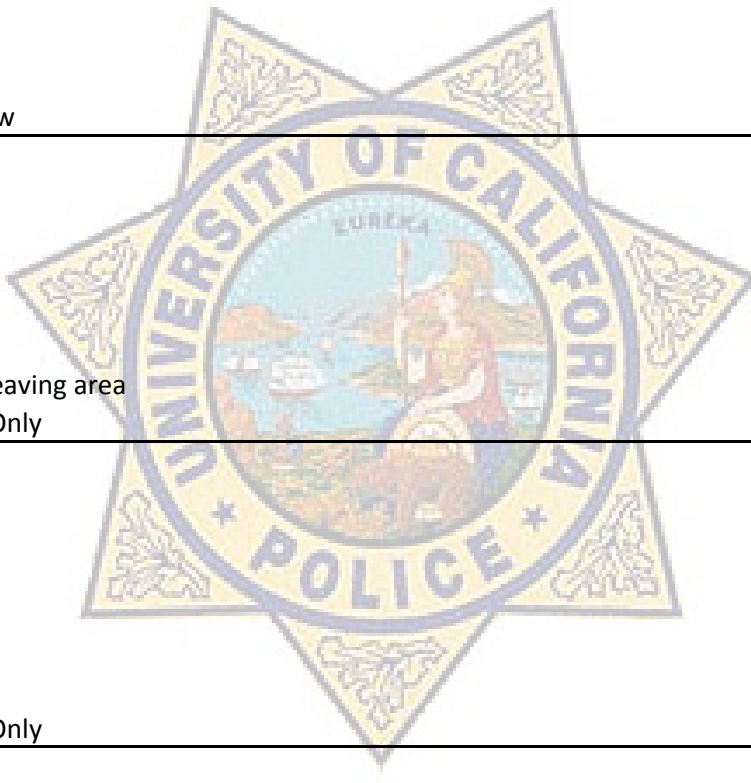 w
UNIVERSITY OF CALIFORNIA
EUREKA
eaving area
Only
* POLICE *
Only